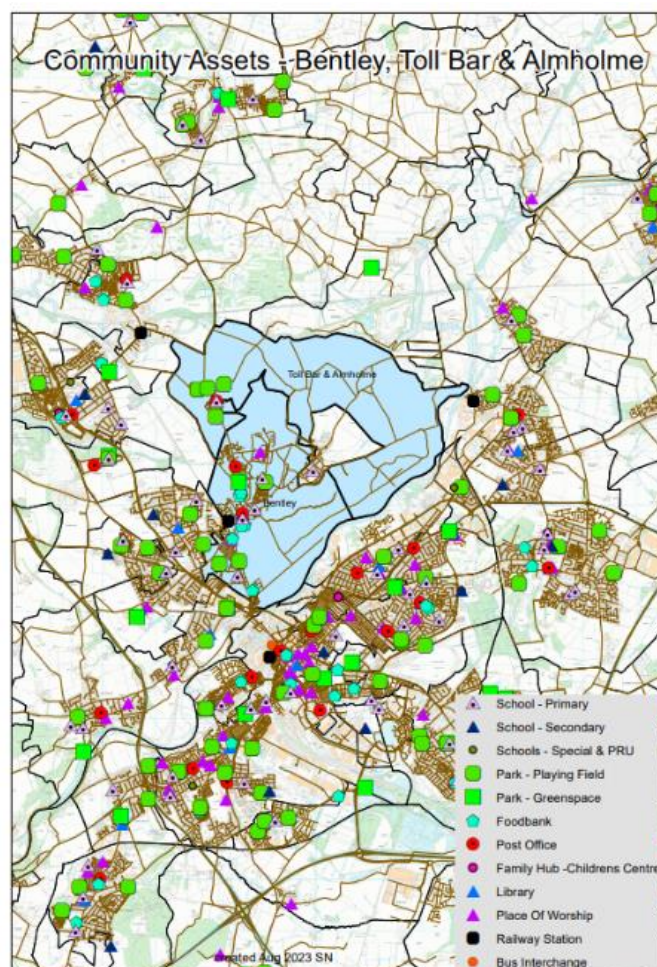 Community Assets - Bentley, Toll Bar & Almholme
Toll Bar & Almholme
Bentley
School - Primary
School - Secondary
Schools - Special & PRU
Park - Playing Field
Park - Greenspace
Foodbank
Post Office
Family Hub -Childrens Centre
Library
Place Of Worship
Railway Station
Bus Interchange
created Aug 2023 SN